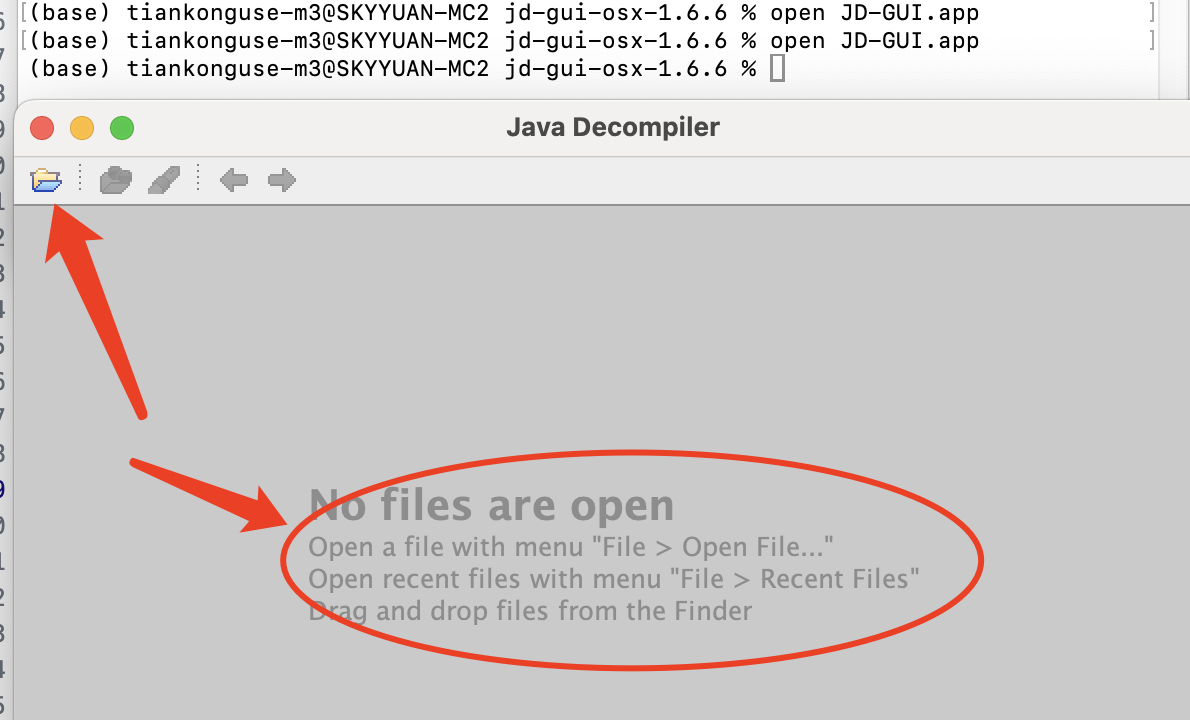 [(base) tiankonguse-m3@SKYYUAN-MC2 jd-gui-osx-1.6.6 % open JD-GUI.app ]
[(base) tiankonguse-m3@SKYYUAN-MC2 jd-gui-osx-1.6.6 % open JD-GUI.app ]
(base) tiankonguse-m3@SKYYUAN-MC2 jd-gui-osx-1.6.6 %
Java Decompiler
No files are open
Open a file with menu "File > Open File..."
Open recent files with menu "File > Recent Files"
Drag and drop files from the Finder